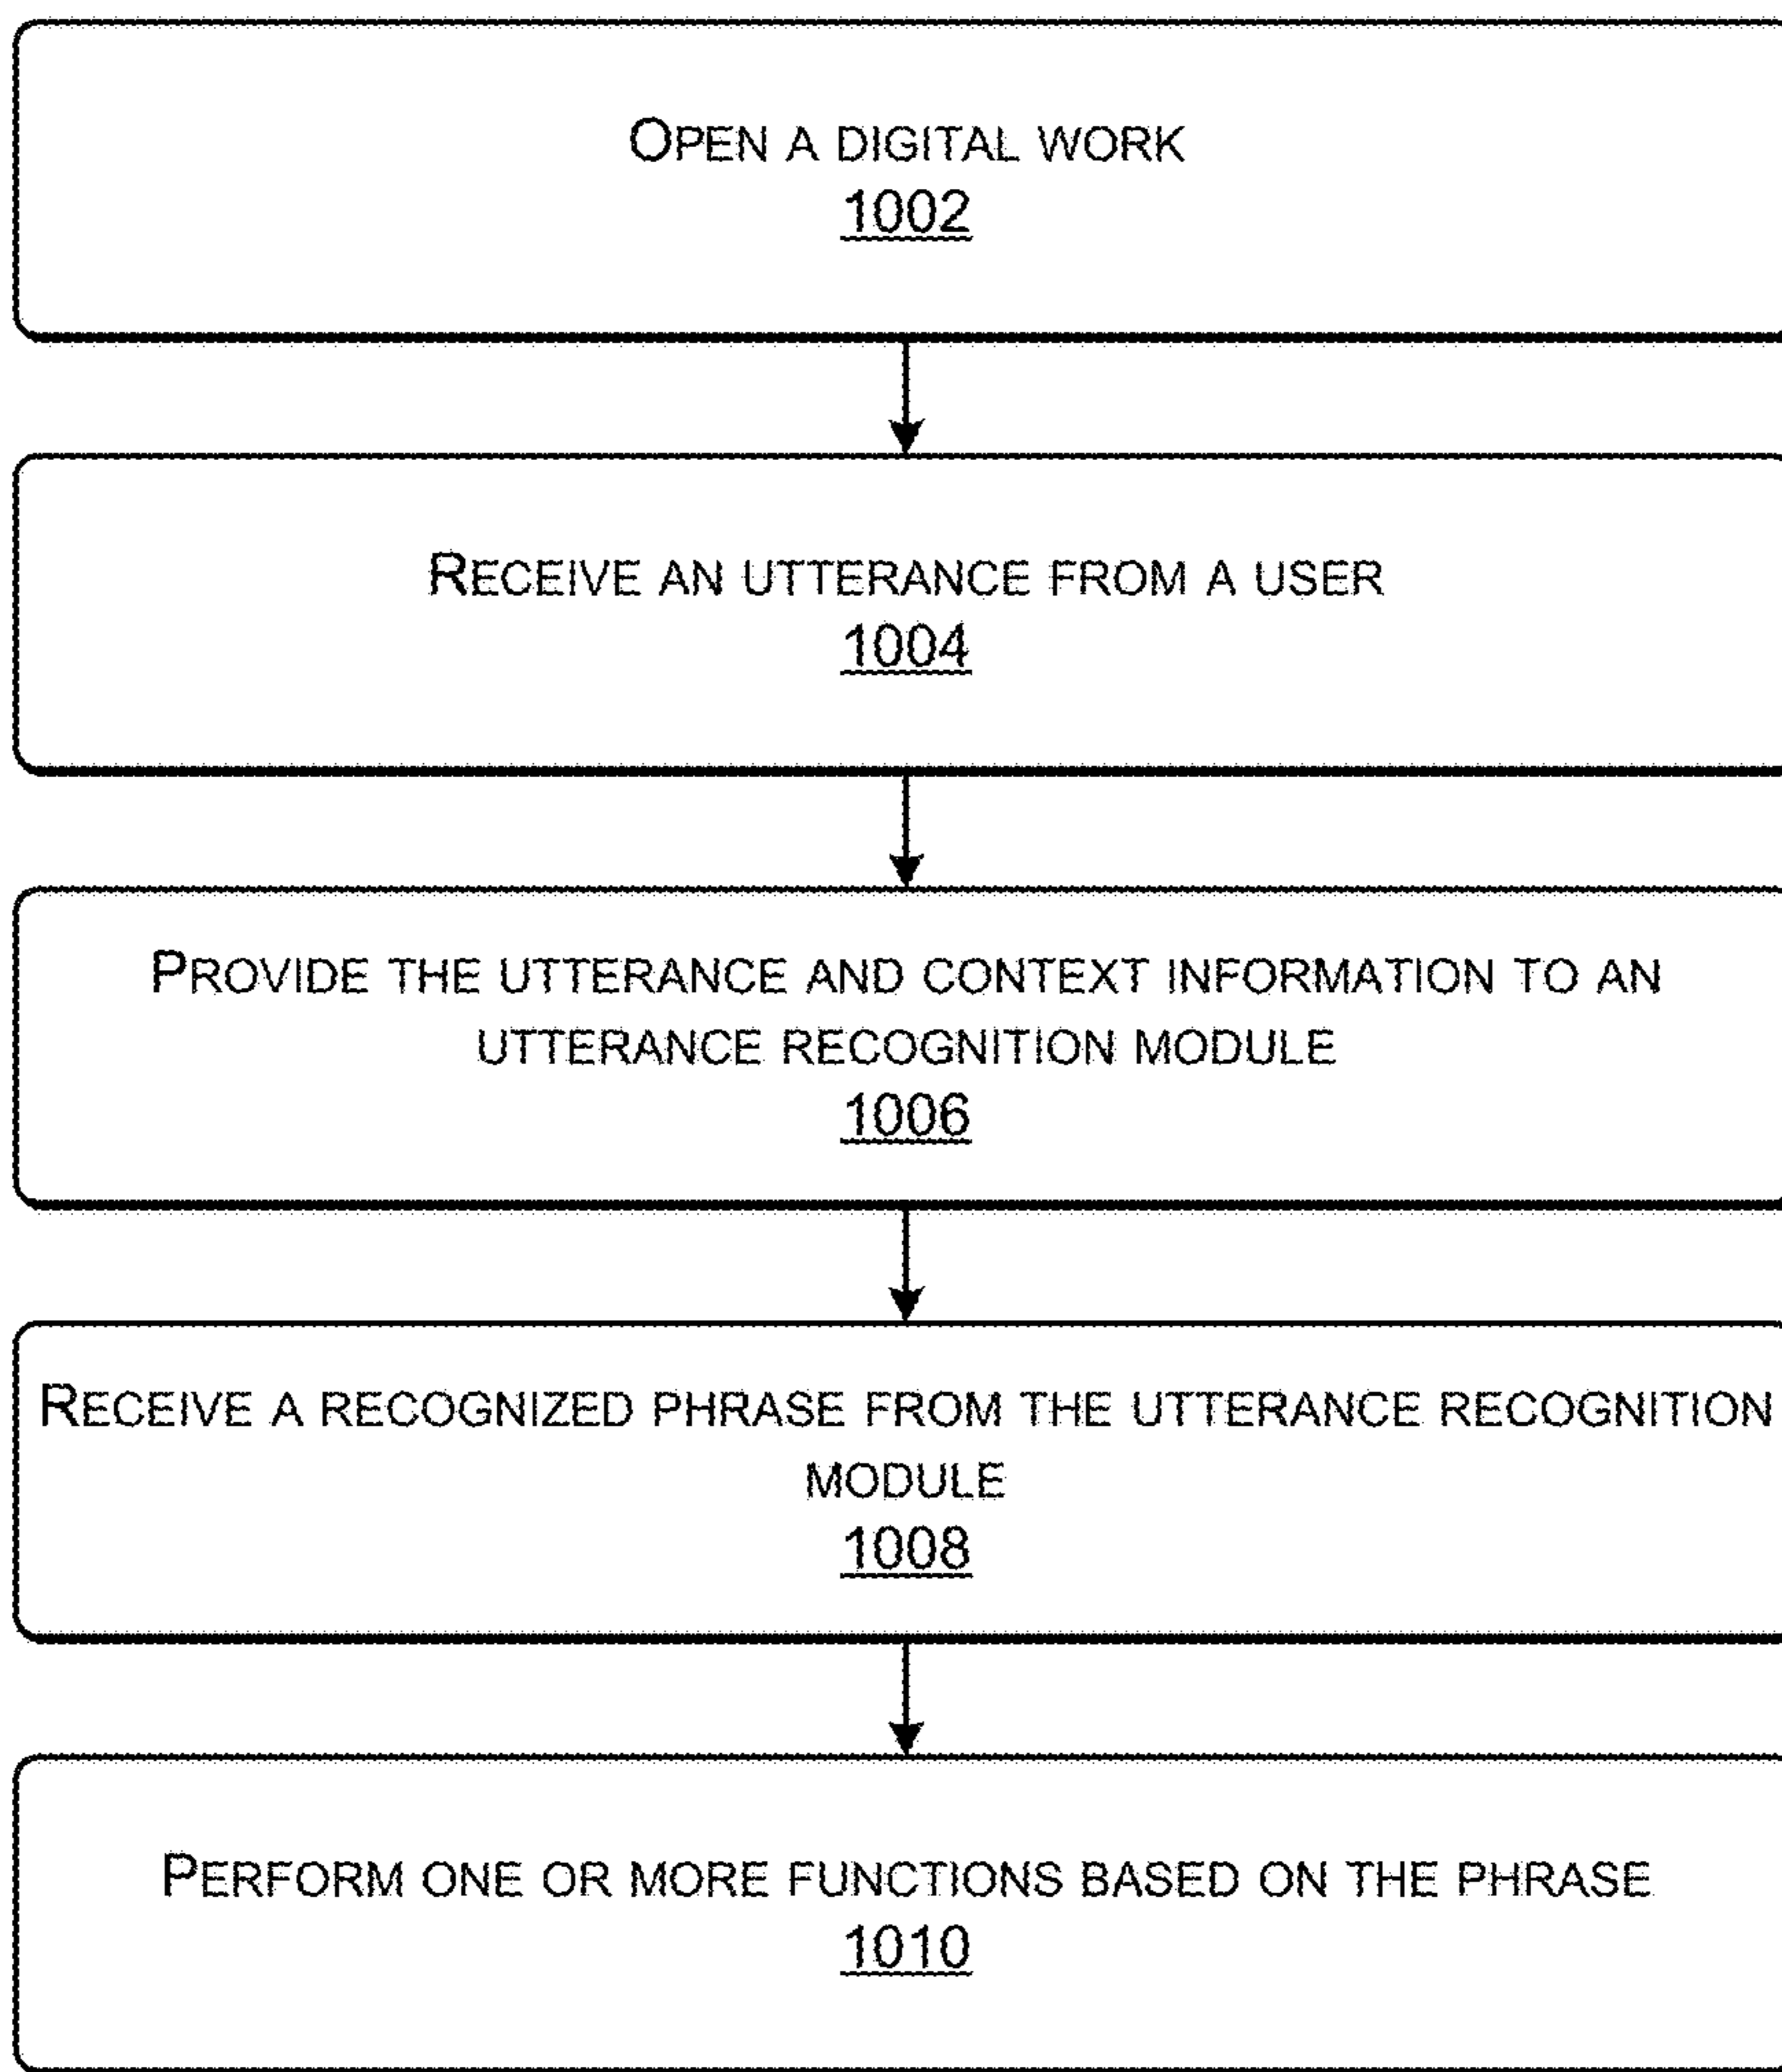 OPEN A DIGITAL WORK
1002
RECEIVE AN UTTERANCE FROM A USER
1004
PROVIDE THE UTTERANCE AND CONTEXT INFORMATION TO AN
UTTERANCE RECOGNITION MODULE
1006
RECEIVE A RECOGNIZED PHRASE FROM THE UTTERANCE RECOGNITION
MODULE
1008
PERFORM ONE OR MORE FUNCTIONS BASED ON THE PHRASE
1010